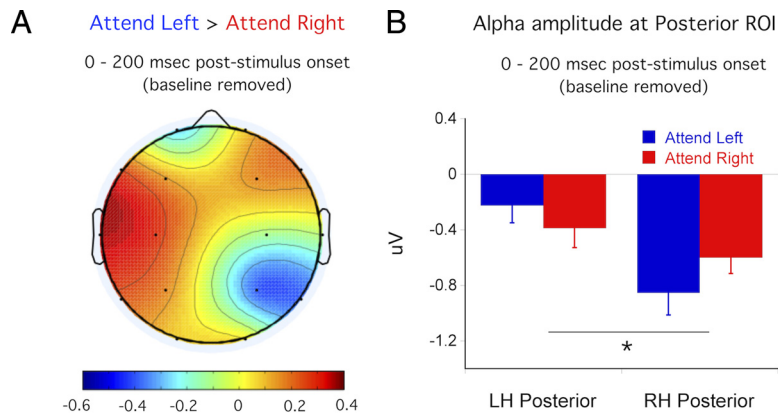 A
Attend Left > Attend Right
0 - 200 msec post-stimulus onset
(baseline removed)
-0.6
-0.4
-0.2
0
0.2
0.4
B
Alpha amplitude at Posterior ROI
0 - 200 msec post-stimulus onset
(baseline removed)
0.4
0
-0.4
-0.8
-1.2
uV
Attend Left
Attend Right
*
LH Posterior
RH Posterior